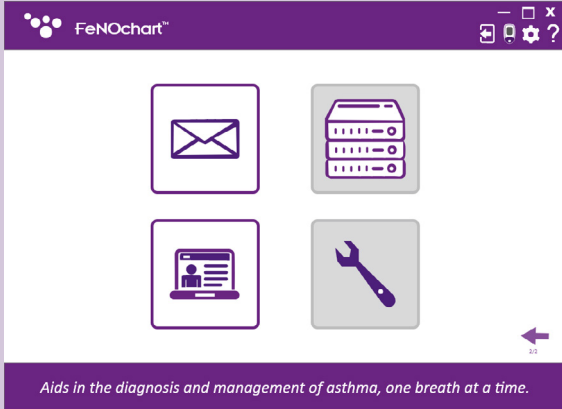 FeNOchart™
2/2
Aids in the diagnosis and management of asthma, one breath at a time.